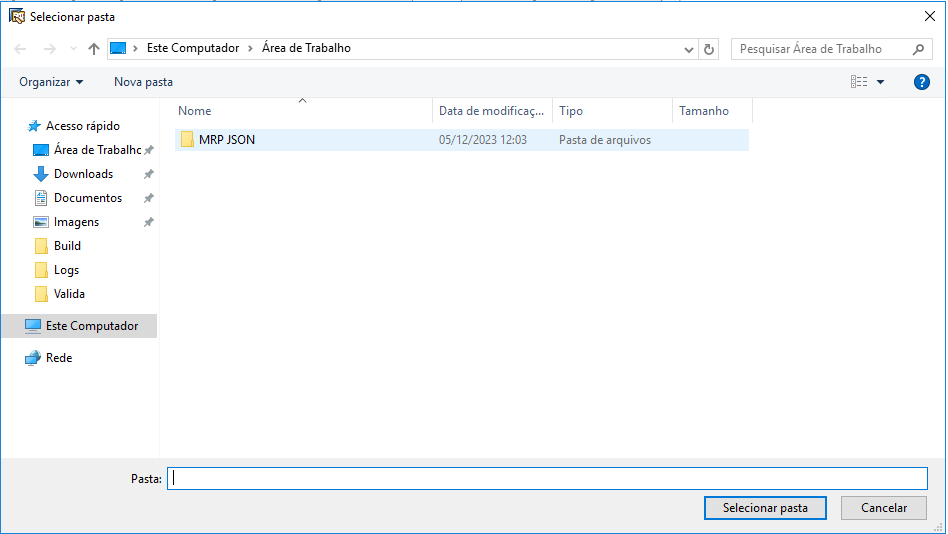 Selecionar pasta
Este Computador > Área de Trabalho
Pesquisar Área de Trabalho
Organizar
Nova pasta
Nome
Data de modificaç...
Tipo
Tamanho
MRP JSON
05/12/2023 12:03
Pasta de arquivos
Acesso rápido
Área de Trabalhc
Downloads
Documentos
Imagens
Build
Logs
Valida
Este Computador
Rede
Pasta:
Selecionar pasta
Cancelar